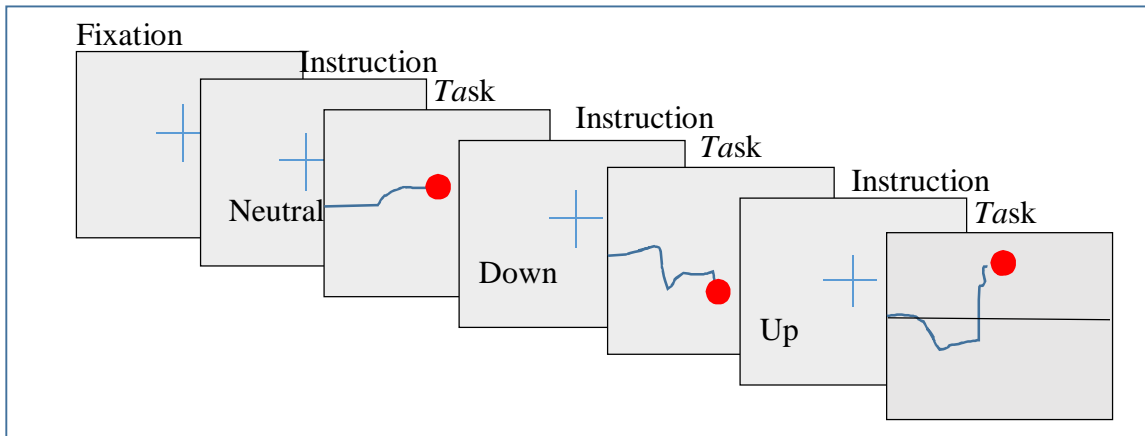 Fixation
Instruction
Task
Neutral
Instruction
Task
Down
Instruction
Task
Up